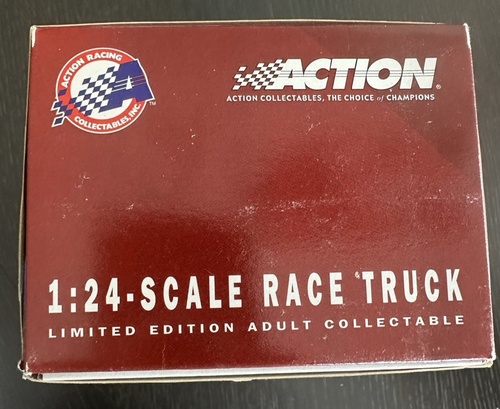 ACTION RACING
COLLECTABLES, INC.
A
TM
ACTION®
ACTION COLLECTABLES, THE CHOICE of CHAMPIONS
1:24-SCALE RACE TRUCK
LIMITED EDITION ADULT COLLECTABLE